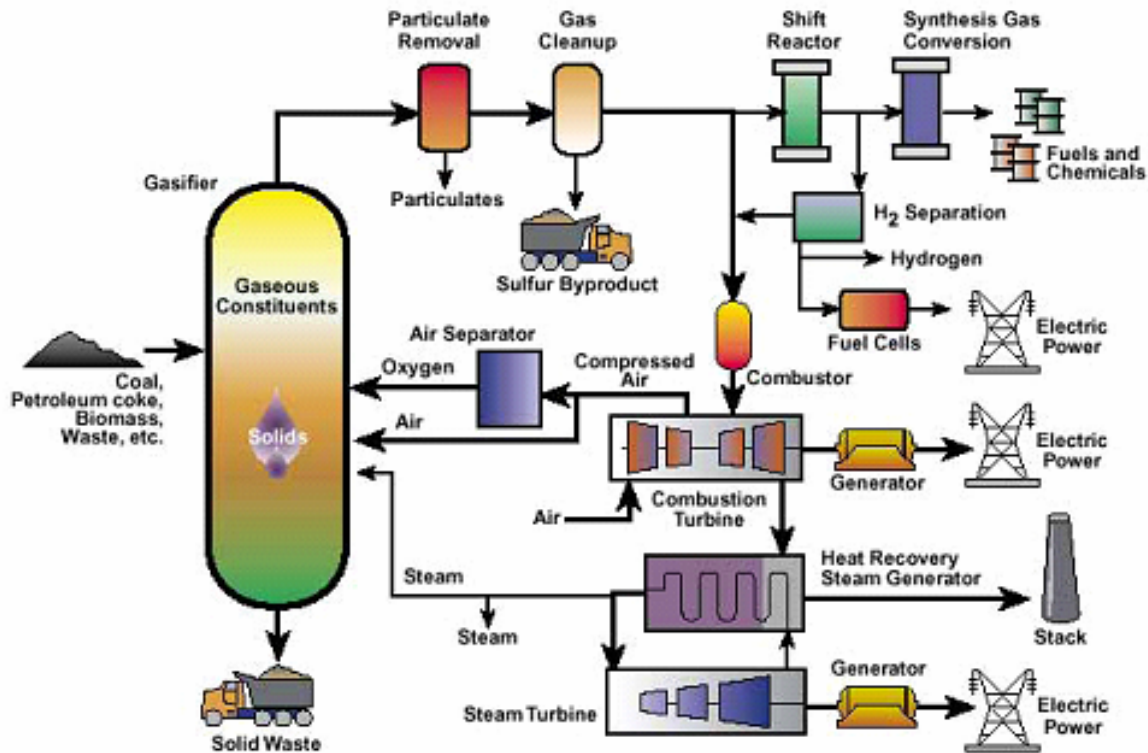 Particulate
Removal
Gas
Cleanup
Shift
Reactor
Synthesis Gas
Conversion
Gasifier
Particulates
Fuels and
Chemicals
H2 Separation
Sulfur Byproduct
Hydrogen
Gaseous
Constituents
Air Separator
Fuel Cells
Electric
Power
Oxygen
Compressed
Air
Combustor
Coal,
Petroleum coke,
Biomass,
Waste, etc.
Solids
Air
Electric
Power
Generator
Air
Combustion
Turbine
Heat Recovery
Steam Generator
Steam
Steam
Stack
Generator
Steam Turbine
Electric
Power
Solid Waste